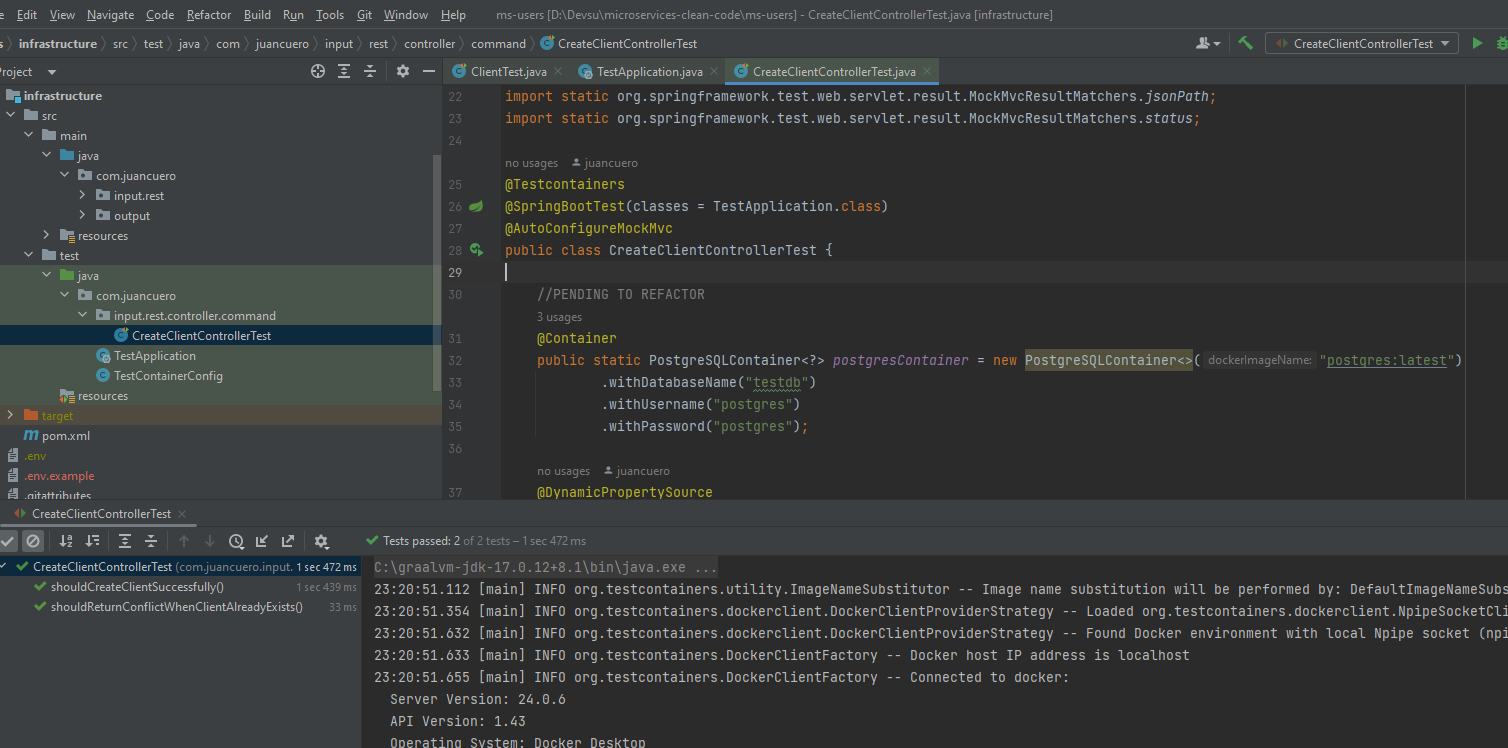 Edit View Navigate Code Refactor Build Run Tools Git Window Help ms-users [D:\Devsu\microservices-clean-code\ms-users] - CreateClientControllerTest.java [infrastructure]
infrastructure src test java com juancuero input rest controller command CreateClientControllerTest CreateClientControllerTest
Project ClientTest.java TestApplication.java CreateClientControllerTest.java
infrastructure
src
main
java
com.juancuero
input.rest
output
resources
test
java
com.juancuero
input.rest.controller.command
CreateClientControllerTest
TestApplication
TestContainerConfig
resources
target
pom.xml
.env
.env.example
.gitattributes
22 import static org.springframework.test.web.servlet.result.MockMvcResultMatchers.jsonPath;
23 import static org.springframework.test.web.servlet.result.MockMvcResultMatchers.status;
24
no usages juancuero
25 @Testcontainers
26 @SpringBootTest(classes = TestApplication.class)
27 @AutoConfigureMockMvc
28 public class CreateClientControllerTest {
29
30 //PENDING TO REFACTOR
3 usages
31 @Container
32 public static PostgreSQLContainer<?> postgresContainer = new PostgreSQLContainer<>( dockerImageName: "postgres:latest")
33 .withDatabaseName("testdb")
34 .withUsername("postgres")
35 .withPassword("postgres");
36
no usages juancuero
37 @DynamicPropertySource
CreateClientControllerTest
Tests passed: 2 of 2 tests – 1 sec 472 ms
CreateClientControllerTest (com.juancuero.input. 1 sec 472 ms
shouldCreateClientSuccessfully() 1 sec 439 ms
shouldReturnConflictWhenClientAlreadyExists() 33 ms
C:\graalvm-jdk-17.0.12+8.1\bin\java.exe ...
23:20:51.112 [main] INFO org.testcontainers.utility.ImageNameSubstitutor -- Image name substitution will be performed by: DefaultImageNameSubs
23:20:51.354 [main] INFO org.testcontainers.dockerclient.DockerClientProviderStrategy -- Loaded org.testcontainers.dockerclient.NpipeSocketCli
23:20:51.632 [main] INFO org.testcontainers.dockerclient.DockerClientProviderStrategy -- Found Docker environment with local Npipe socket (npi
23:20:51.633 [main] INFO org.testcontainers.DockerClientFactory -- Docker host IP address is localhost
23:20:51.655 [main] INFO org.testcontainers.DockerClientFactory -- Connected to docker:
Server Version: 24.0.6
API Version: 1.43
Operating System: Docker Desktop